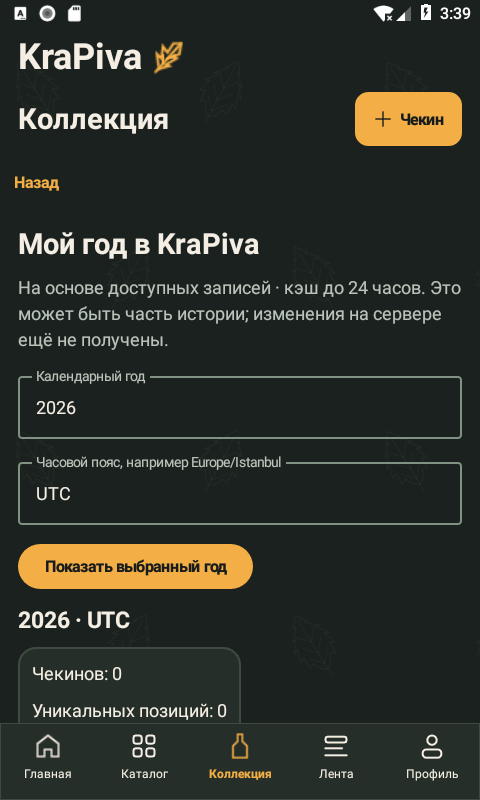 3:39
KraPiva
Коллекция
Чекин
Назад
Мой год в KraPiva
На основе доступных записей · кэш до 24 часов. Это
может быть часть истории; изменения на сервере
ещё не получены.
Календарный год
2026
Часовой пояс, например Europe/Istanbul
UTC
Показать выбранный год
2026 · UTC
Чекинов: 0
Уникальных позиций: 0
Главная
Каталог
Коллекция
Лента
Профиль